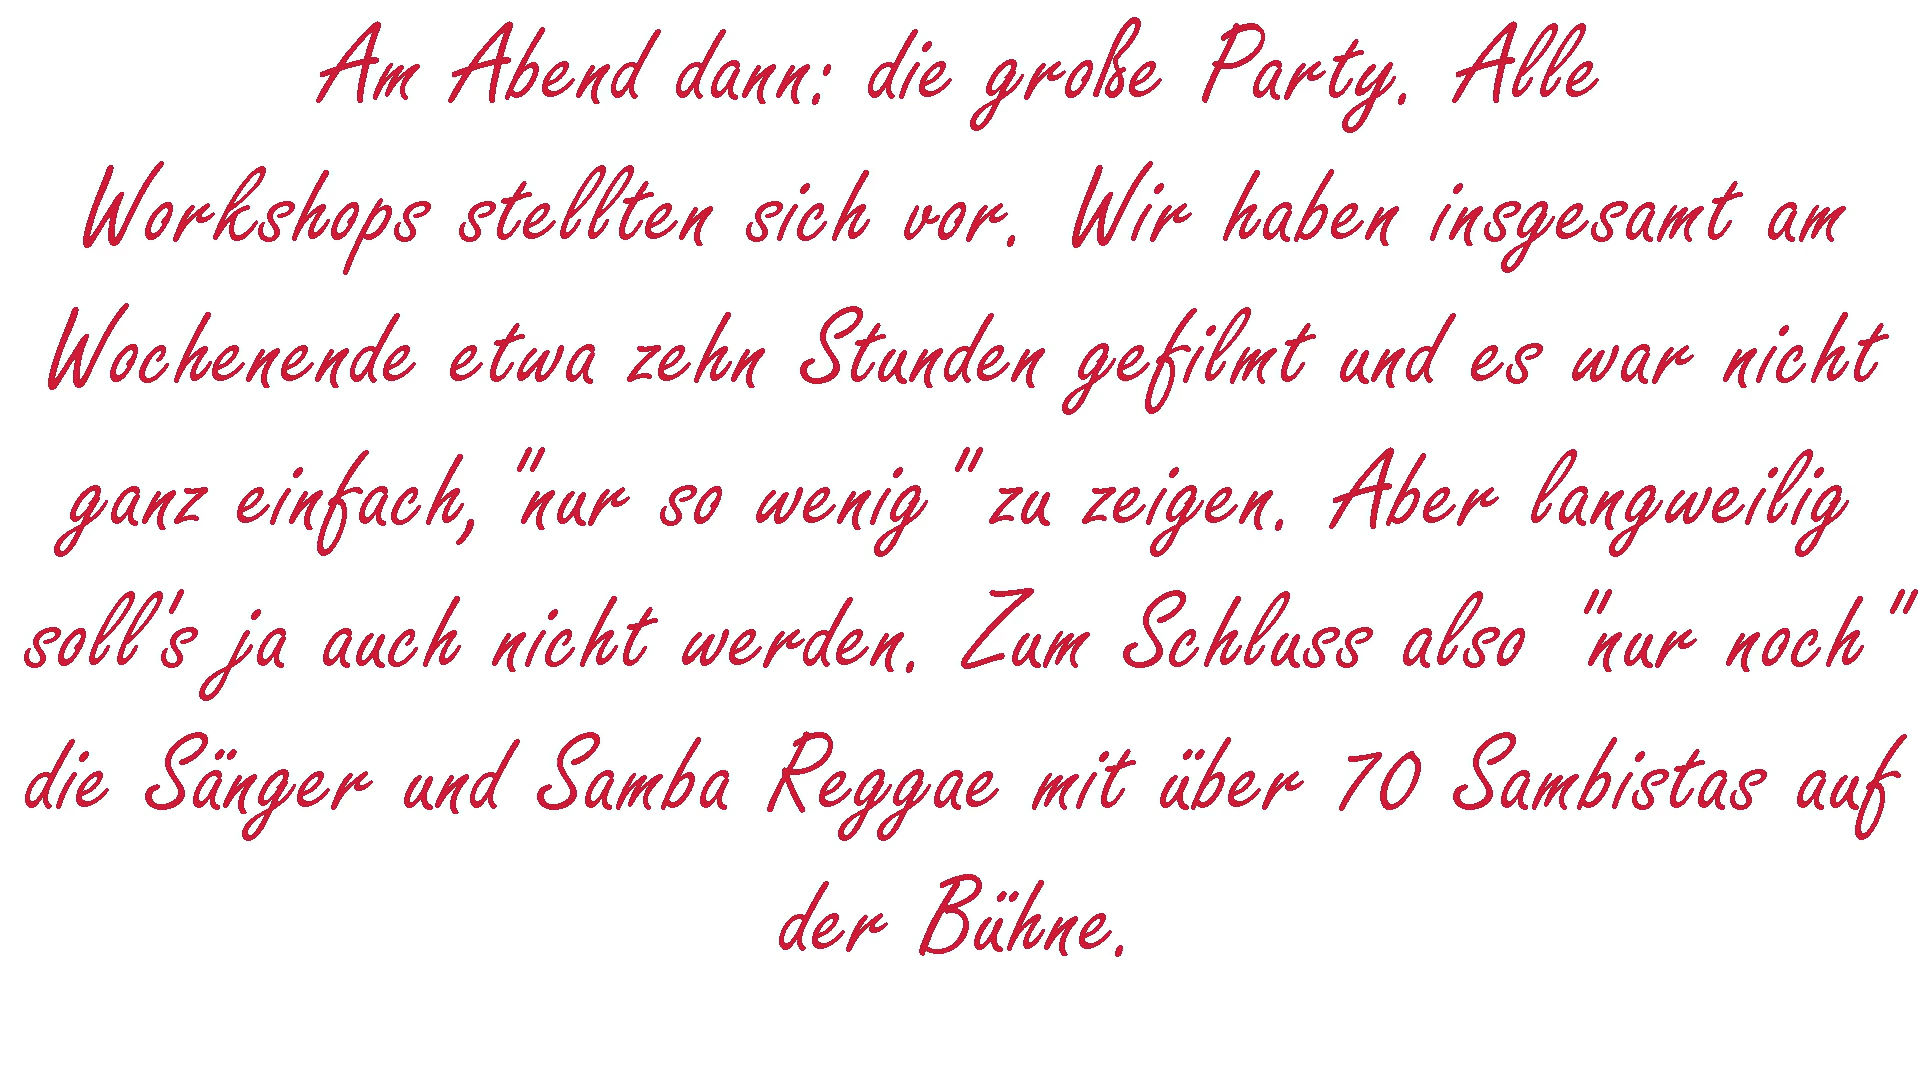 Am Abend dann: die große Party. Alle
Workshops stellten sich vor. Wir haben insgesamt am
Wochenende etwa zehn Stunden gefilmt und es war nicht
ganz einfach, "nur so wenig" zu zeigen. Aber langweilig
soll's ja auch nicht werden. Zum Schluss also "nur noch"
die Sänger und Samba Reggae mit über 70 Sambistas auf
der Bühne.